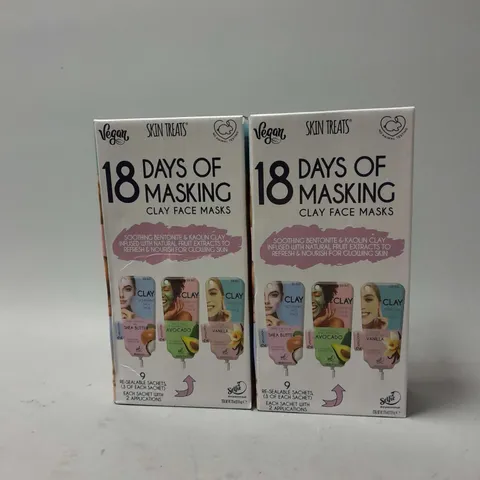 Vegan
SKIN TREATS
18 DAYS OF
MASKING
CLAY FACE MASKS
SOOTHING BENTONITE & KAOLIN CLAY
INFUSED WITH NATURAL FRUIT EXTRACTS TO
REFRESH & NOURISH FOR GLOWING SKIN
CLAY
CLAY
SHEA BUTTER
AVOCADO
VANILLA
9
RE-SEALABLE SACHETS
(3 OF EACH SACHET)
EACH SACHET WITH
2 APPLICATIONS
Vegan
SKIN TREATS
18 DAYS OF
MASKING
CLAY FACE MASKS
SOOTHING BENTONITE & KAOLIN CLAY
INFUSED WITH NATURAL FRUIT EXTRACTS TO
REFRESH & NOURISH FOR GLOWING SKIN
CLAY
CLAY
SHEA BUTTER
AVOCADO
VANILLA
9
RE-SEALABLE SACHETS
(3 OF EACH SACHET)
EACH SACHET WITH
2 APPLICATIONS